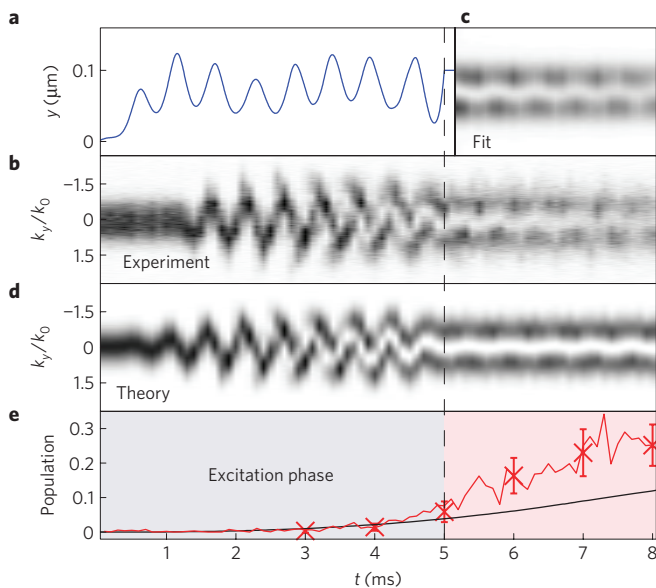 a
c
y (μm)
0.1
0
Fit
b
k_y/k_0
−1.5
0
1.5
Experiment
d
k_y/k_0
−1.5
0
1.5
Theory
e
Population
0.3
0.2
0.1
0
Excitation phase
1 2 3 4 5 6 7 8
t (ms)